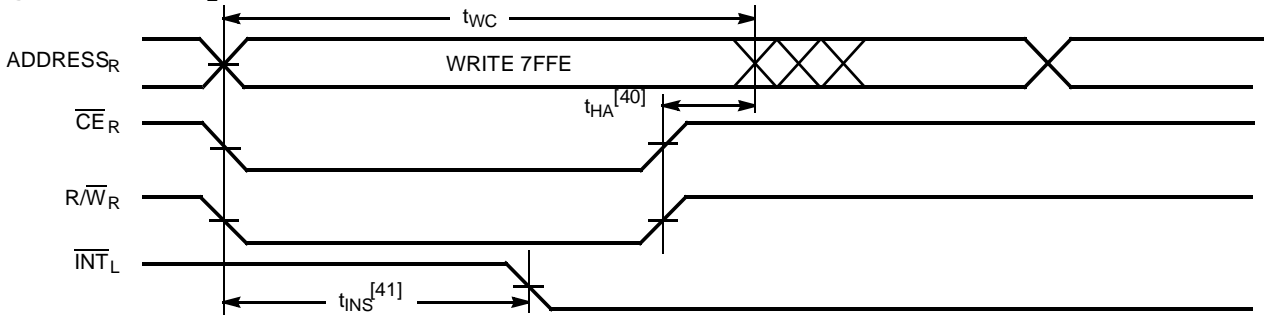 tWC
ADDRESSR
WRITE 7FFE
tHA[40]
CER
R/WR
INTL
tINS[41]